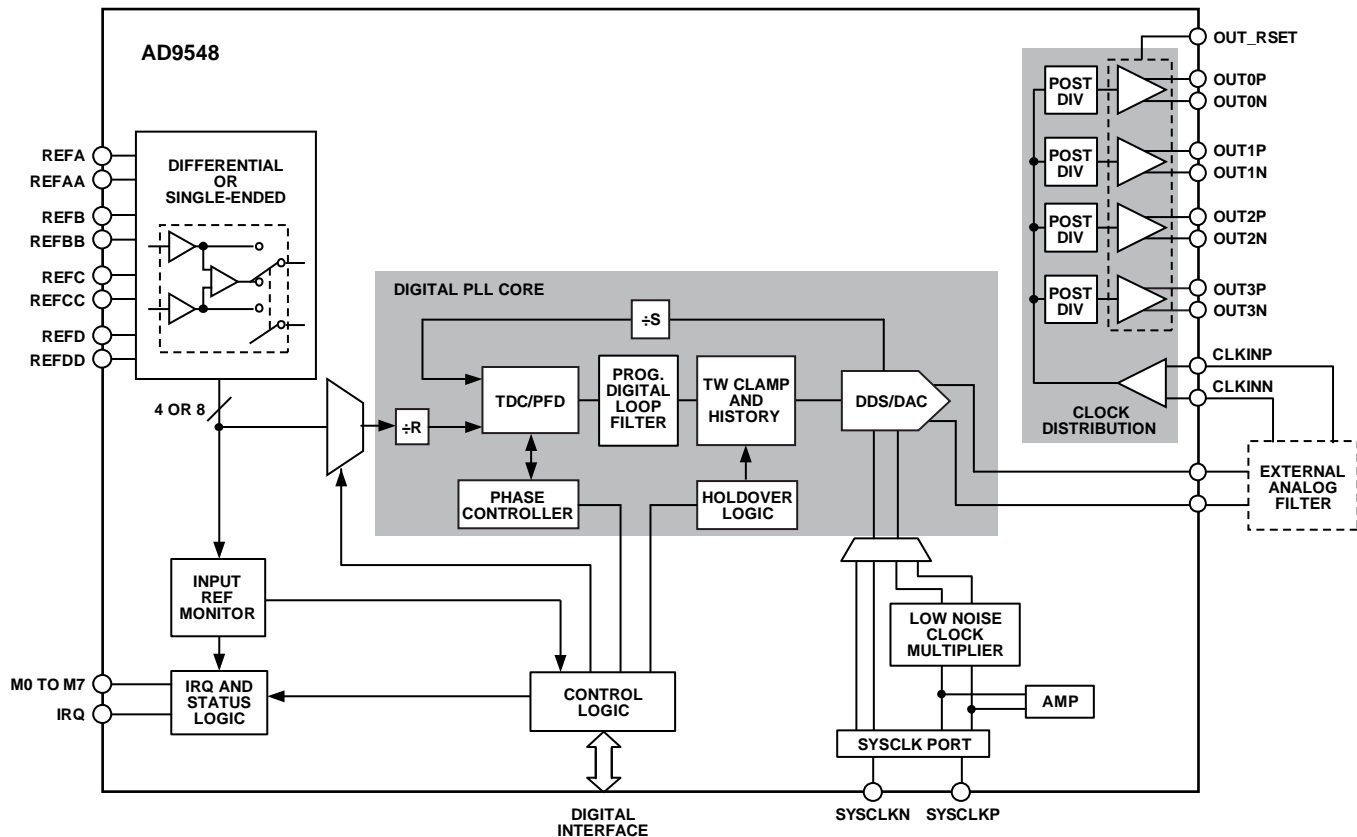 AD9548
OUT_RSET
POST
DIV
OUT0P
OUT0N
POST
DIV
OUT1P
OUT1N
POST
DIV
OUT2P
OUT2N
POST
DIV
OUT3P
OUT3N
CLKINP
CLKINN
CLOCK
DISTRIBUTION
EXTERNAL
ANALOG
FILTER
REFA
REFAA
REFB
REFBB
REFC
REFCC
REFD
REFDD
DIFFERENTIAL
OR
SINGLE-ENDED
4 OR 8
DIGITAL PLL CORE
÷S
÷R
TDC/PFD
PROG.
DIGITAL
LOOP
FILTER
TW CLAMP
AND
HISTORY
DDS/DAC
PHASE
CONTROLLER
HOLDOVER
LOGIC
INPUT
REF
MONITOR
LOW NOISE
CLOCK
MULTIPLIER
M0 TO M7
IRQ
IRQ AND
STATUS
LOGIC
CONTROL
LOGIC
AMP
SYSCLK PORT
DIGITAL
INTERFACE
SYSCLKN
SYSCLKP